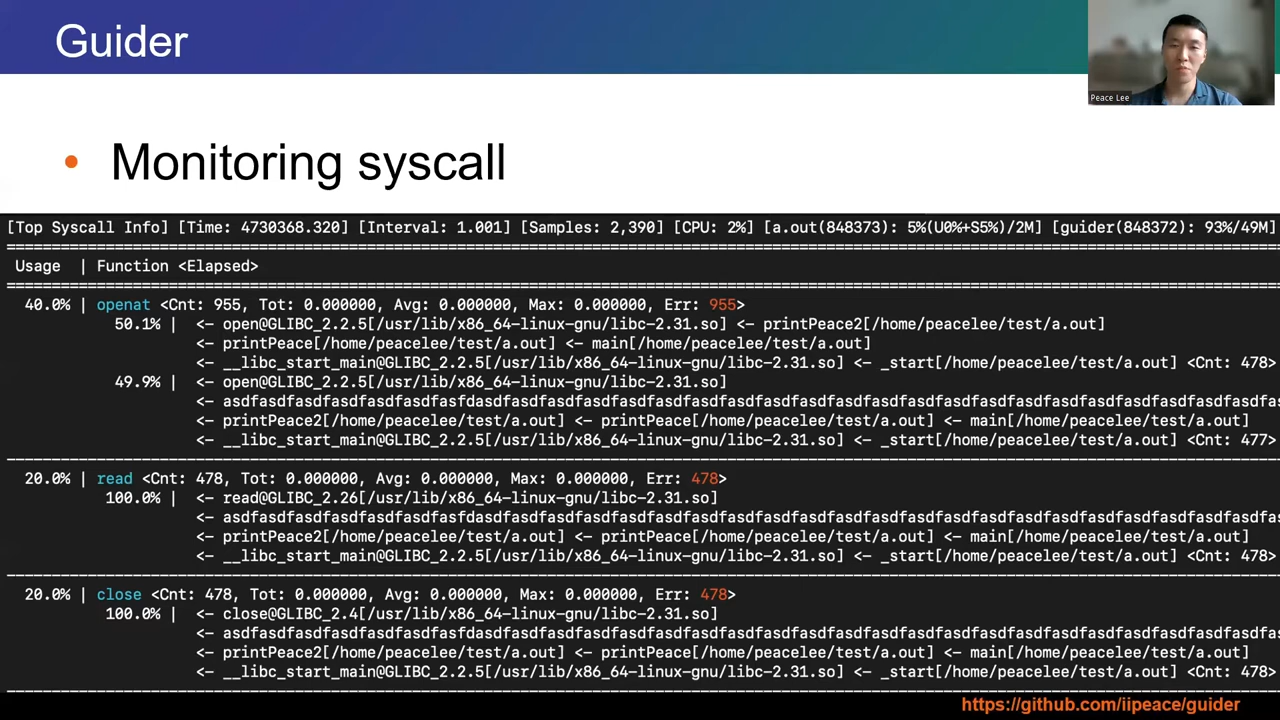 Guider
Peace Lee
• Monitoring syscall
[Top Syscall Info] [Time: 4730368.320] [Interval: 1.001] [Samples: 2,390] [CPU: 2%] [a.out(848373): 5%(U0%+S5%)/2M] [guider(848372): 93%/49M]
Usage | Function <Elapsed>
40.0% | openat <Cnt: 955, Tot: 0.000000, Avg: 0.000000, Max: 0.000000, Err: 955>
50.1% | <- open@GLIBC_2.2.5[/usr/lib/x86_64-linux-gnu/libc-2.31.so] <- printPeace2[/home/peacelee/test/a.out]
<- printPeace[/home/peacelee/test/a.out] <- main[/home/peacelee/test/a.out]
<- __libc_start_main@GLIBC_2.2.5[/usr/lib/x86_64-linux-gnu/libc-2.31.so] <- _start[/home/peacelee/test/a.out] <Cnt: 478>
49.9% | <- open@GLIBC_2.2.5[/usr/lib/x86_64-linux-gnu/libc-2.31.so]
<- asdfasdfasdfasdfasfdasdfasdfasdfasdfasdfasdfasdfasdfasdfasdfasdfasdfasdfasdfasdfasdfasdfasdfasdfasdfasdfasdfasdfasdfas
<- printPeace2[/home/peacelee/test/a.out] <- printPeace[/home/peacelee/test/a.out] <- main[/home/peacelee/test/a.out]
<- __libc_start_main@GLIBC_2.2.5[/usr/lib/x86_64-linux-gnu/libc-2.31.so] <- _start[/home/peacelee/test/a.out] <Cnt: 477>
20.0% | read <Cnt: 478, Tot: 0.000000, Avg: 0.000000, Max: 0.000000, Err: 478>
100.0% | <- read@GLIBC_2.26[/usr/lib/x86_64-linux-gnu/libc-2.31.so]
<- asdfasdfasdfasdfasfdasdfasdfasdfasdfasdfasdfasdfasdfasdfasdfasdfasdfasdfasdfasdfasdfasdfasdfasdfasdfasdfasdfasdfasdfas
<- printPeace2[/home/peacelee/test/a.out] <- printPeace[/home/peacelee/test/a.out] <- main[/home/peacelee/test/a.out]
<- __libc_start_main@GLIBC_2.2.5[/usr/lib/x86_64-linux-gnu/libc-2.31.so] <- _start[/home/peacelee/test/a.out] <Cnt: 478>
20.0% | close <Cnt: 478, Tot: 0.000000, Avg: 0.000000, Max: 0.000000, Err: 478>
100.0% | <- close@GLIBC_2.4[/usr/lib/x86_64-linux-gnu/libc-2.31.so]
<- asdfasdfasdfasdfasfdasdfasdfasdfasdfasdfasdfasdfasdfasdfasdfasdfasdfasdfasdfasdfasdfasdfasdfasdfasdfasdfasdfasdfasdfas
<- printPeace2[/home/peacelee/test/a.out] <- printPeace[/home/peacelee/test/a.out] <- main[/home/peacelee/test/a.out]
<- __libc_start_main@GLIBC_2.2.5[/usr/lib/x86_64-linux-gnu/libc-2.31.so] <- _start[/home/peacelee/test/a.out] <Cnt: 478>
https://github.com/iipeace/guider